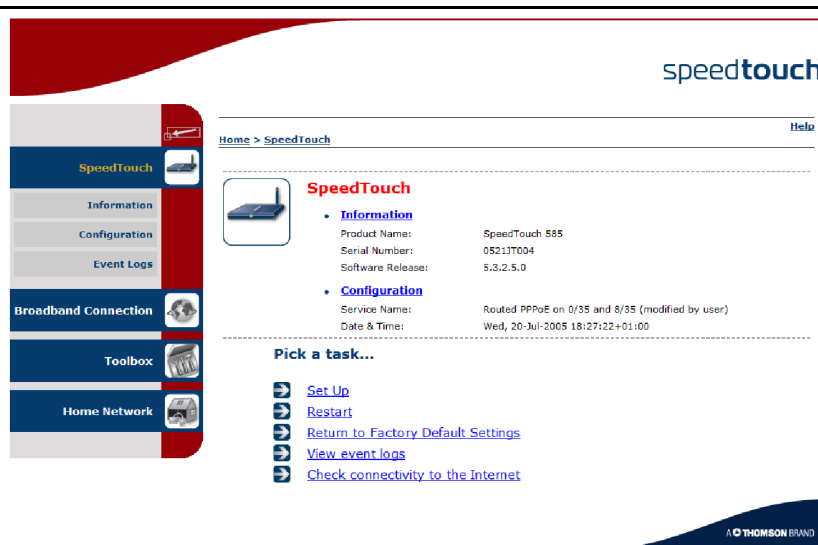 speedtouch
Help
Home > SpeedTouch
SpeedTouch
Information
Configuration
Event Logs
Broadband Connection
Toolbox
Home Network
SpeedTouch
• Information
Product Name: SpeedTouch 585
Serial Number: 0521JT004
Software Release: 5.3.2.5.0
• Configuration
Service Name: Routed PPPoE on 0/35 and 8/35 (modified by user)
Date & Time: Wed, 20-Jul-2005 18:27:22+01:00
Pick a task...
Set Up
Restart
Return to Factory Default Settings
View event logs
Check connectivity to the Internet
A THOMSON BRAND